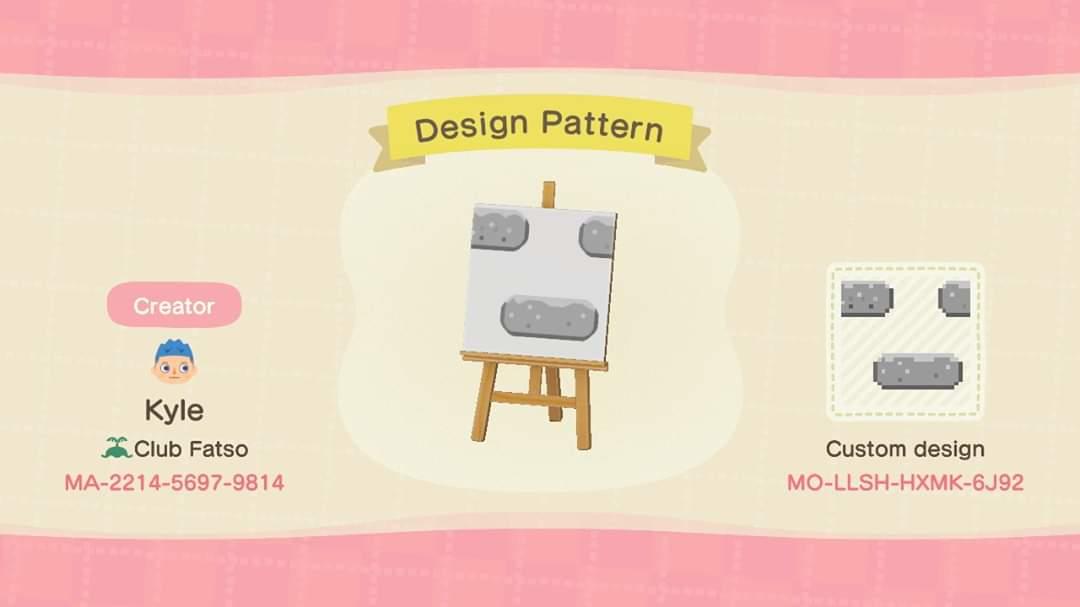 Design Pattern
Creator
Kyle
Club Fatso
MA-2214-5697-9814
Custom design
MO-LLSH-HXMK-6J92